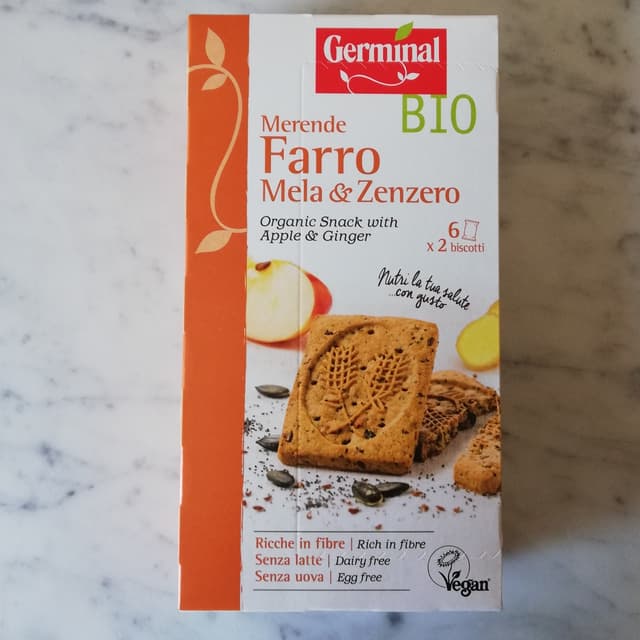 Germinal
BIO
Merende
Farro
Mela & Zenzero
Organic Snack with
Apple & Ginger
6
x 2 biscotti
Nutri la tua salute
...con gusto
Ricche in fibre | Rich in fibre
Senza latte | Dairy free
Senza uova | Egg free
Vegan